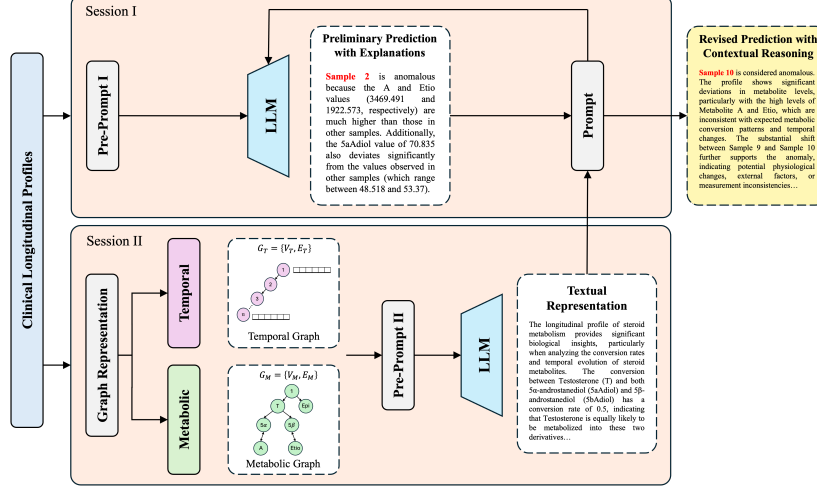 Session I
Clinical Longitudinal Profiles
Pre-Prompt I
LLM
Preliminary Prediction
with Explanations
Sample 2 is anomalous
because the A and Etio
values (3469.491 and
1922.573, respectively) are
much higher than those in
other samples. Additionally,
the 5aAdiol value of 70.835
also deviates significantly
from the values observed in
other samples (which range
between 48.518 and 53.37).
Prompt
Revised Prediction with
Contextual Reasoning
Sample 10 is considered anomalous.
The profile shows significant
deviations in metabolite levels,
particularly with the high levels of
Metabolite A and Etio, which are
inconsistent with expected metabolic
conversion patterns and temporal
changes. The substantial shift
between Sample 9 and Sample 10
further supports the anomaly,
indicating potential physiological
changes, external factors, or
measurement inconsistencies…
Session II
Graph Representation
Temporal
Metabolic
G_T = {V_T, E_T}
1
2
3
n
Temporal Graph
G_M = {V_M, E_M}
1
T
Epi
5α
5β
A
Etio
Metabolic Graph
Pre-Prompt II
LLM
Textual
Representation
The longitudinal profile of steroid
metabolism provides significant
biological insights, particularly
when analyzing the conversion rates
and temporal evolution of steroid
metabolites. The conversion
between Testosterone (T) and both
5α-androstanediol (5aAdiol) and 5β-
androstanediol (5bAdiol) has a
conversion rate of 0.5, indicating
that Testosterone is equally likely to
be metabolized into these two
derivatives…